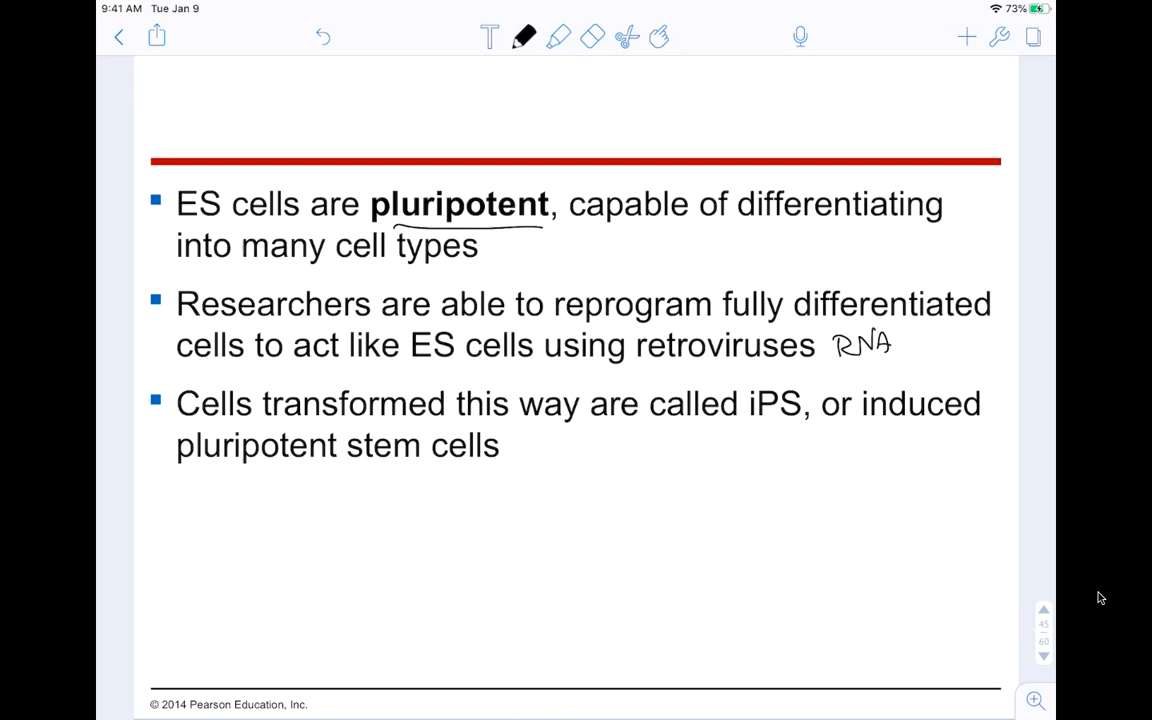 9:41 AM Tue Jan 9 73%
ES cells are pluripotent, capable of differentiating
into many cell types
Researchers are able to reprogram fully differentiated
cells to act like ES cells using retroviruses RNA
Cells transformed this way are called iPS, or induced
pluripotent stem cells
45
60
© 2014 Pearson Education, Inc.